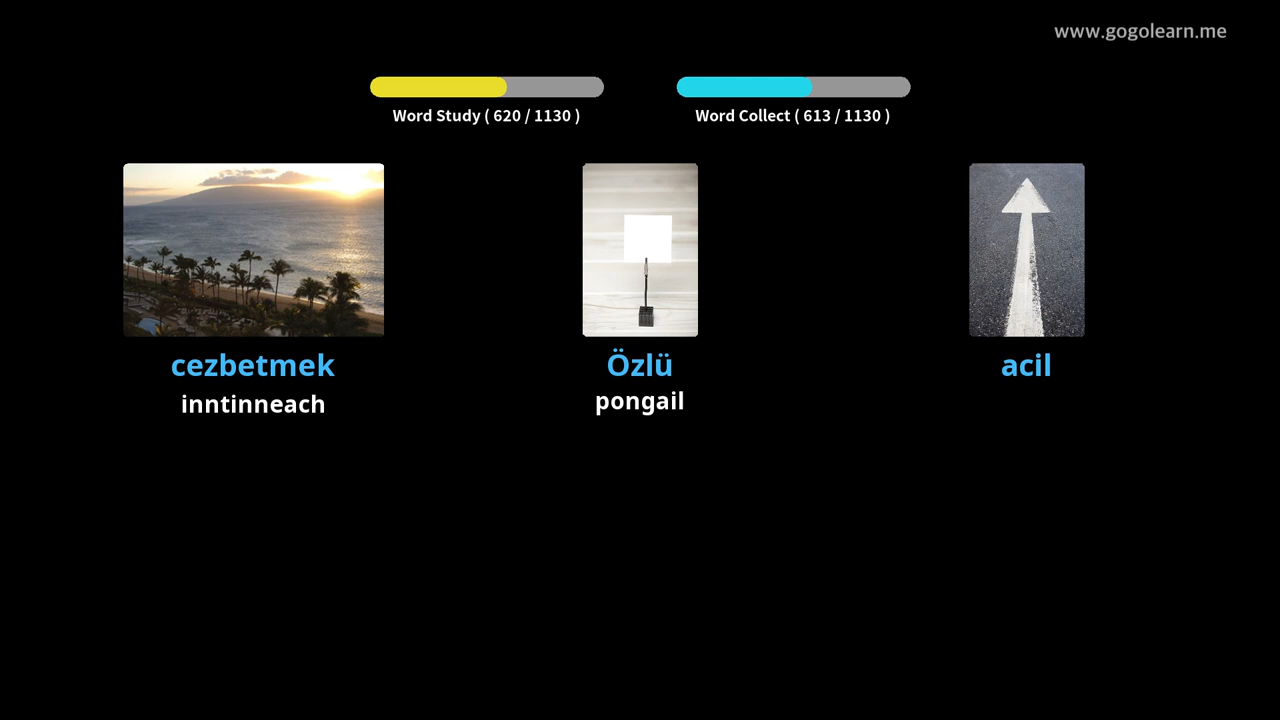 www.gogolearn.me
Word Study ( 620 / 1130 )
Word Collect ( 613 / 1130 )
cezbetmek
inntinneach
Özlü
pongail
acil